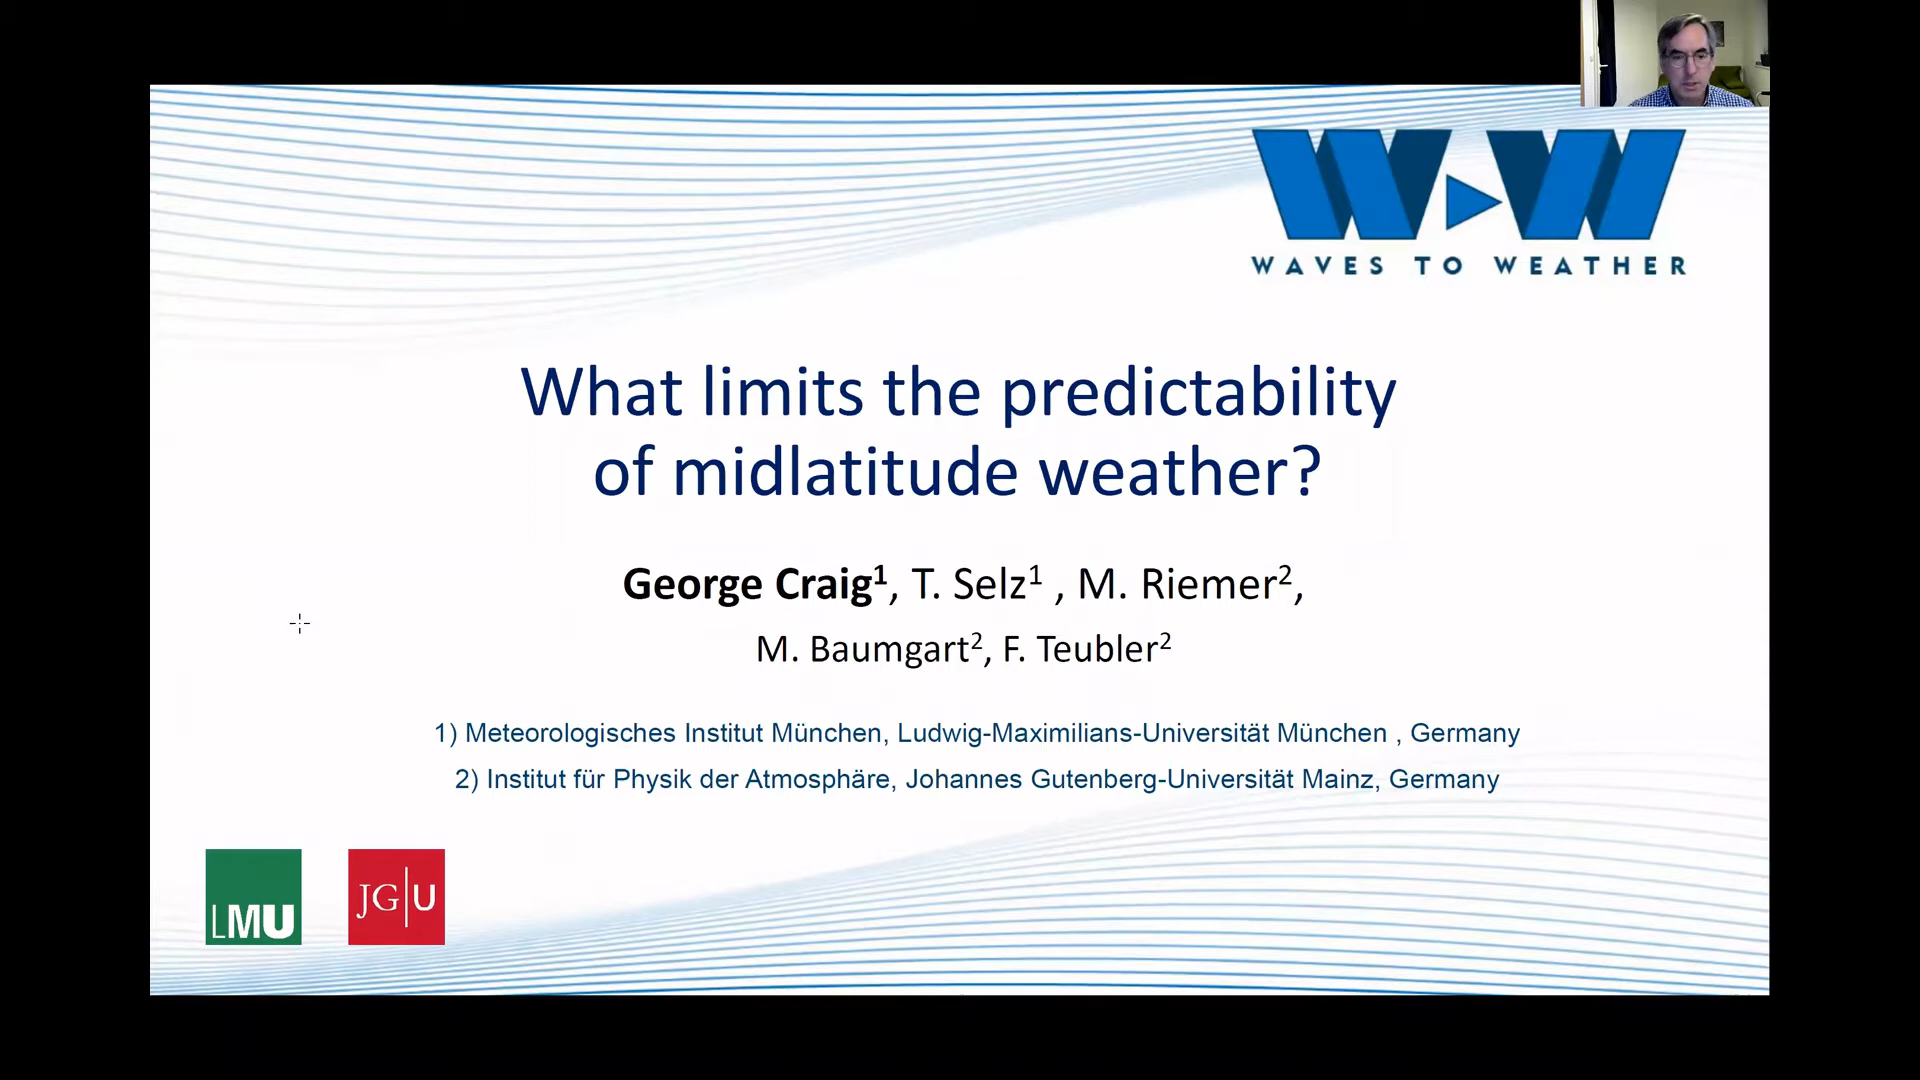 W▶W
WAVES TO WEATHER
What limits the predictability
of midlatitude weather?
George Craig¹, T. Selz¹ , M. Riemer²,
M. Baumgart², F. Teubler²
1) Meteorologisches Institut München, Ludwig-Maximilians-Universität München , Germany
2) Institut für Physik der Atmosphäre, Johannes Gutenberg-Universität Mainz, Germany
LMU
JG|U